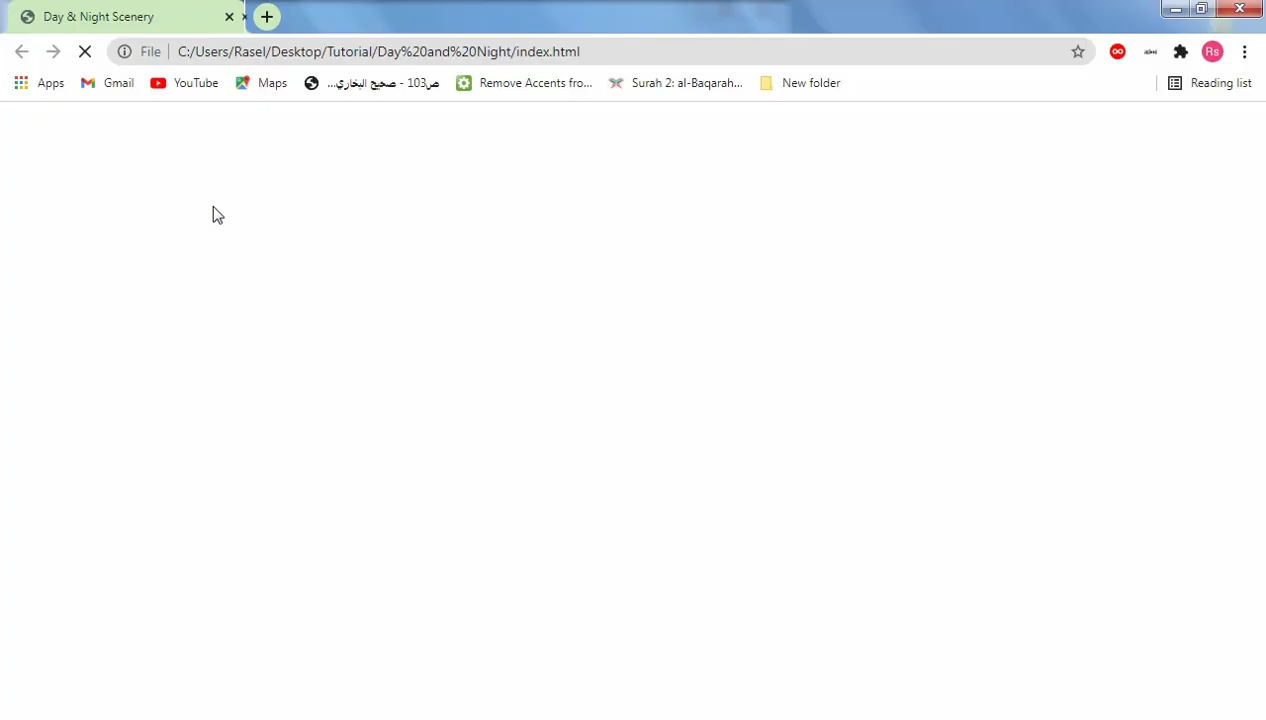 Day & Night Scenery
File
C:/Users/Rasel/Desktop/Tutorial/Day%20and%20Night/index.html
Rs
Apps
Gmail
YouTube
Maps
ص103 - صحيح البخاري...
Remove Accents fro...
Surah 2: al-Baqarah...
New folder
Reading list